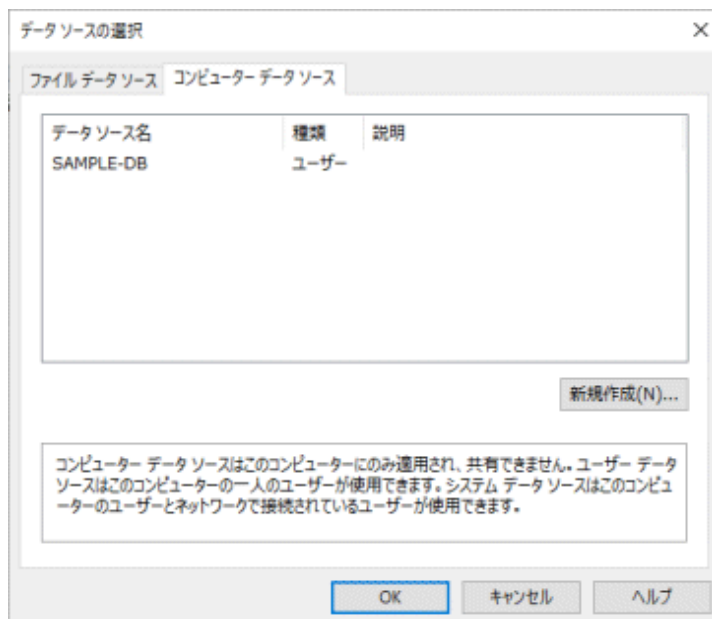 データ ソースの選択
ファイル データ ソース コンピューター データ ソース
データ ソース名 種類 説明
SAMPLE-DB ユーザー
新規作成(N)...
コンピューター データ ソースはこのコンピューターにのみ適用され、共有できません。ユーザー データ
ソースはこのコンピューターの一人のユーザーが使用できます。システム データ ソースはこのコンピュ
ーターのユーザーとネットワークで接続されているユーザーが使用できます。
OK キャンセル ヘルプ